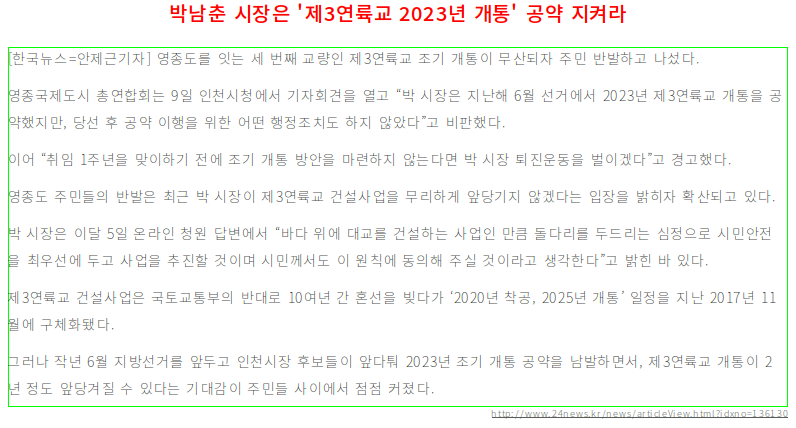 박남춘 시장은 '제3연륙교 2023년 개통' 공약 지켜라
[한국뉴스=안제근기자] 영종도를 잇는 세 번째 교량인 제3연륙교 조기 개통이 무산되자 주민 반발하고 나섰다.
영종국제도시 총연합회는 9일 인천시청에서 기자회견을 열고 “박 시장은 지난해 6월 선거에서 2023년 제3연륙교 개통을 공
약했지만, 당선 후 공약 이행을 위한 어떤 행정조치도 하지 않았다”고 비판했다.
이어 “취임 1주년을 맞이하기 전에 조기 개통 방안을 마련하지 않는다면 박 시장 퇴진운동을 벌이겠다”고 경고했다.
영종도 주민들의 반발은 최근 박 시장이 제3연륙교 건설사업을 무리하게 앞당기지 않겠다는 입장을 밝히자 확산되고 있다.
박 시장은 이달 5일 온라인 청원 답변에서 “바다 위에 대교를 건설하는 사업인 만큼 돌다리를 두드리는 심정으로 시민안전
을 최우선에 두고 사업을 추진할 것이며 시민께서도 이 원칙에 동의해 주실 것이라고 생각한다”고 밝힌 바 있다.
제3연륙교 건설사업은 국토교통부의 반대로 10여년 간 혼선을 빚다가 ‘2020년 착공, 2025년 개통’ 일정을 지난 2017년 11
월에 구체화됐다.
그러나 작년 6월 지방선거를 앞두고 인천시장 후보들이 앞다퉈 2023년 조기 개통 공약을 남발하면서, 제3연륙교 개통이 2
년 정도 앞당겨질 수 있다는 기대감이 주민들 사이에서 점점 커졌다.
http://www.24news.kr/news/articleView.html?idxno=136130